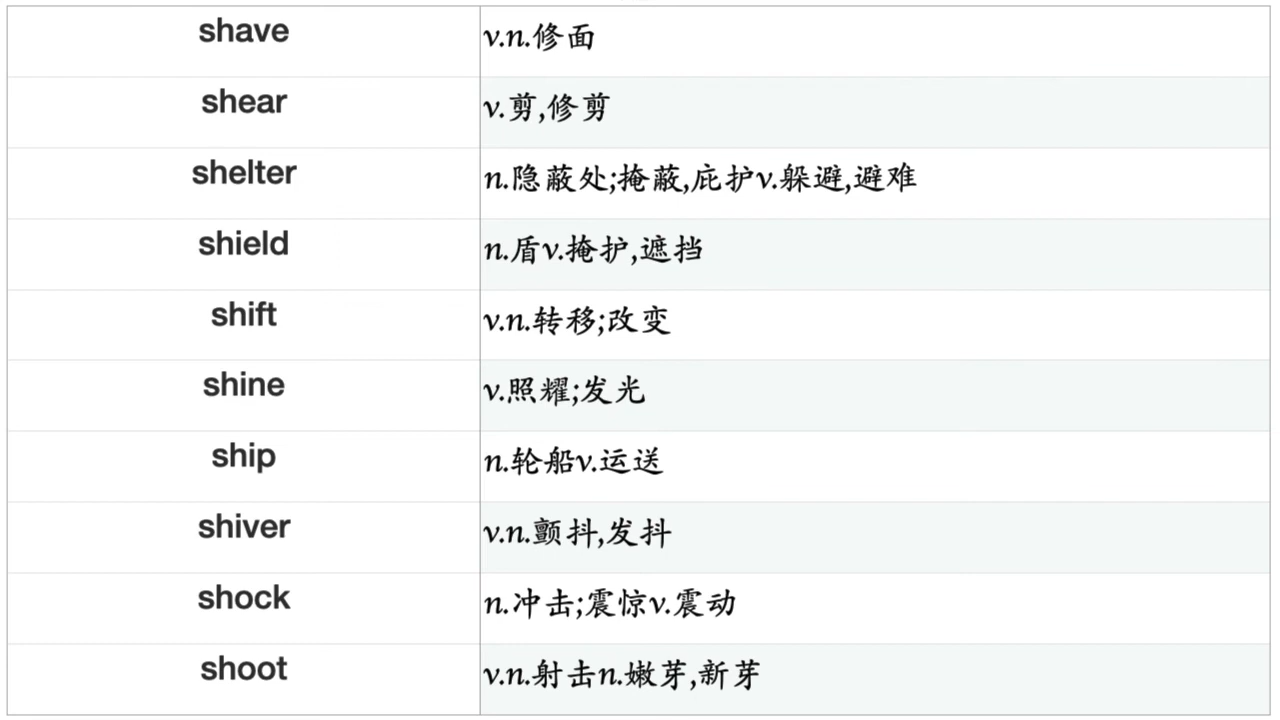 shave v.n.修面
shear v.剪,修剪
shelter n.隐蔽处;掩蔽,庇护v.躲避,避难
shield n.盾v.掩护,遮挡
shift v.n.转移;改变
shine v.照耀;发光
ship n.轮船v.运送
shiver v.n.颤抖,发抖
shock n.冲击;震惊v.震动
shoot v.n.射击n.嫩芽,新芽